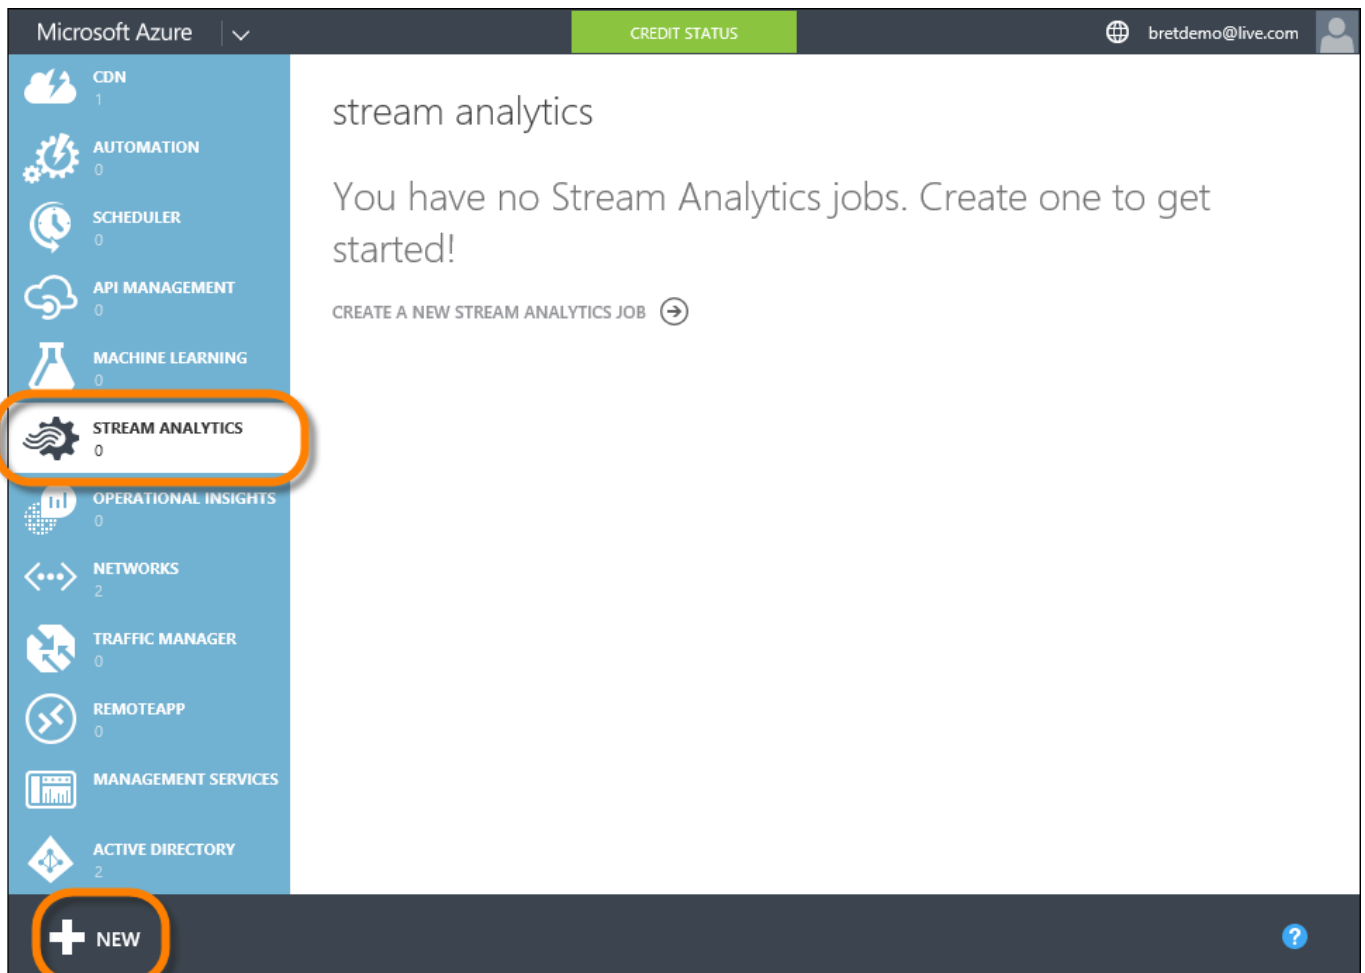 Microsoft Azure
CREDIT STATUS
bretdemo@live.com
CDN
1
AUTOMATION
0
SCHEDULER
0
API MANAGEMENT
0
MACHINE LEARNING
0
STREAM ANALYTICS
0
OPERATIONAL INSIGHTS
0
NETWORKS
2
TRAFFIC MANAGER
0
REMOTEAPP
0
MANAGEMENT SERVICES
ACTIVE DIRECTORY
2
stream analytics
You have no Stream Analytics jobs. Create one to get
started!
CREATE A NEW STREAM ANALYTICS JOB
NEW
?